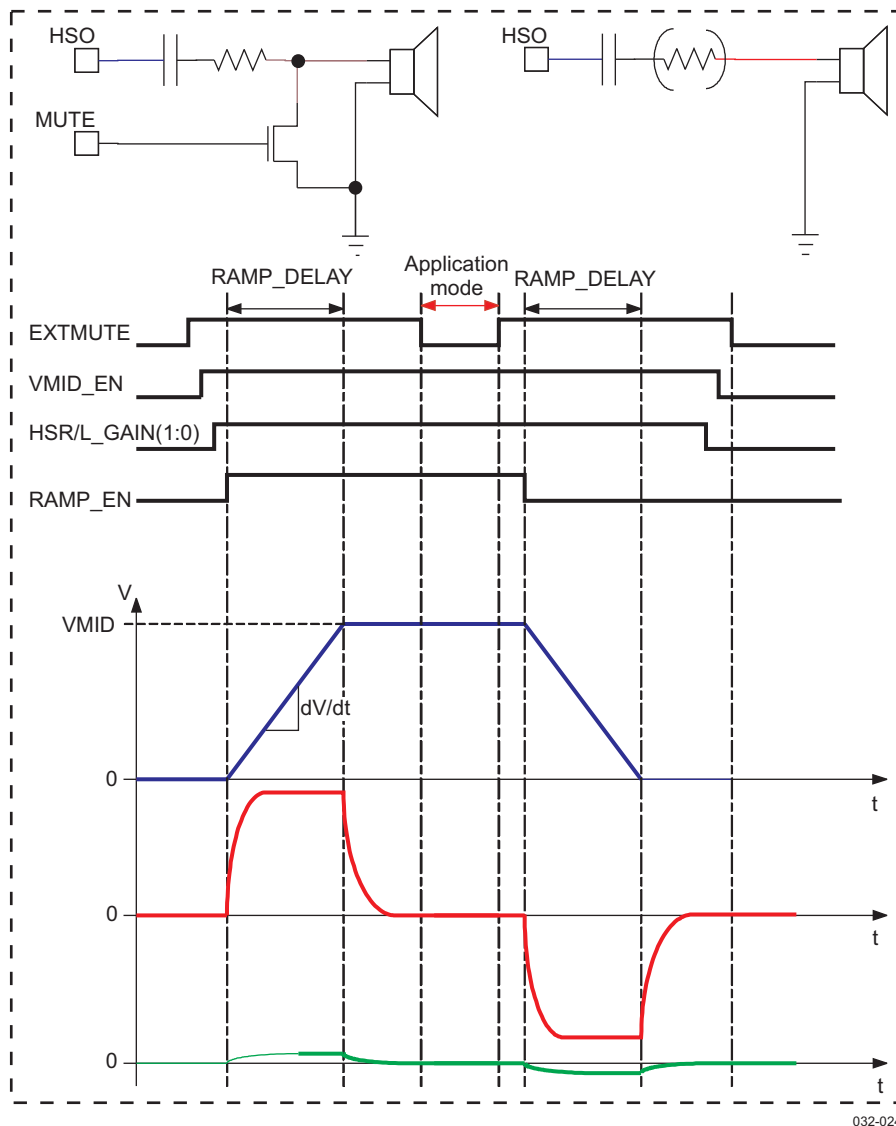 HSO
HSO
MUTE
RAMP_DELAY
Application
mode
RAMP_DELAY
EXTMUTE
VMID_EN
HSR/L_GAIN(1:0)
RAMP_EN
V
VMID
dV/dt
0
t
0
t
0
t